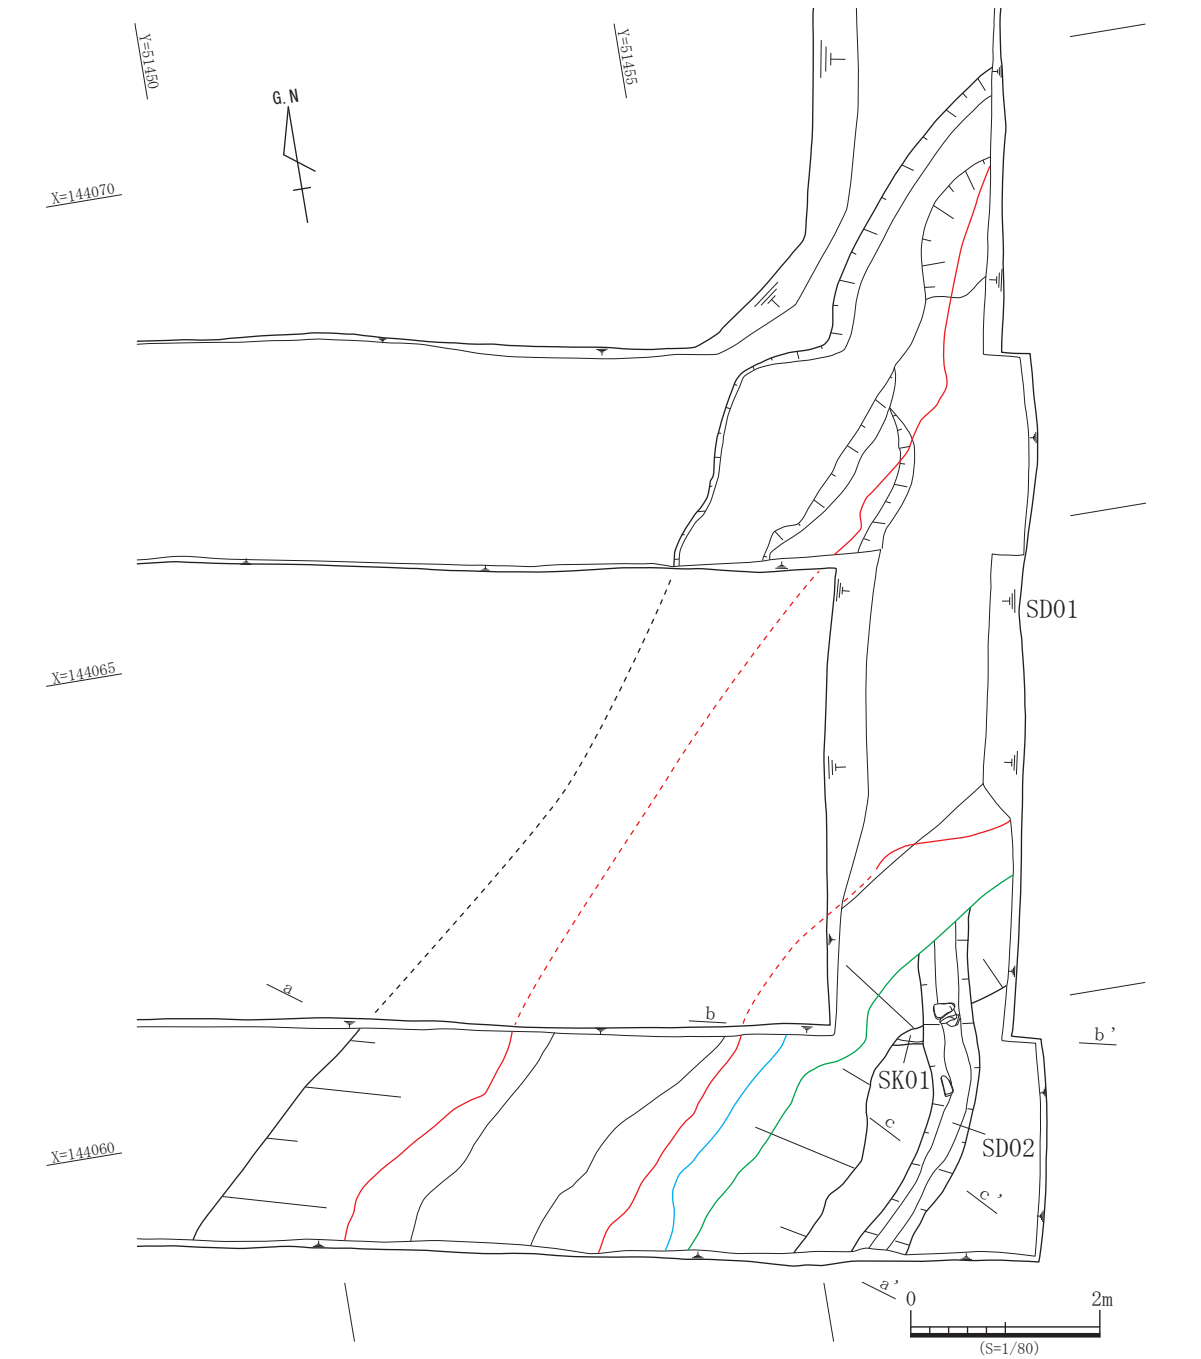 Y=51450
Y=51455
G.N
X=144070
SD01
X=144065
a
b
b'
SK01
c
SD02
X=144060
c'
a'
0
2m
(S=1/80)